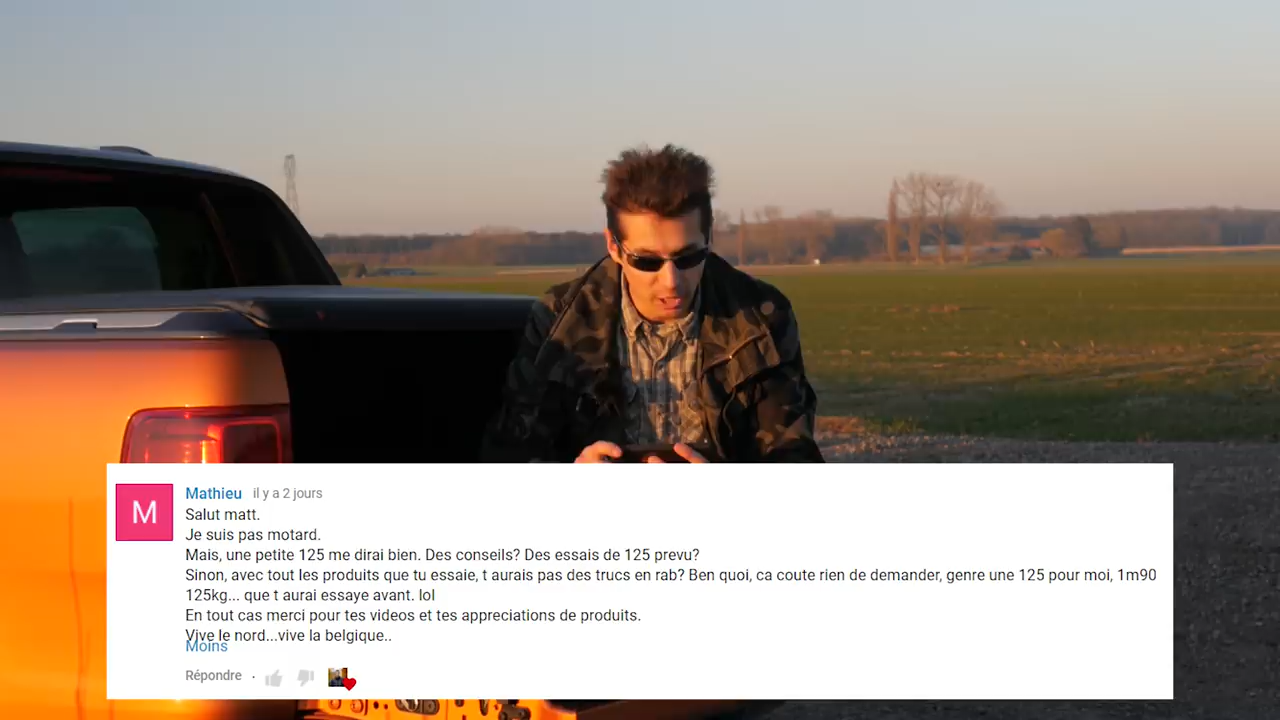 M
Mathieu il y a 2 jours
Salut matt.
Je suis pas motard.
Mais, une petite 125 me dirai bien. Des conseils? Des essais de 125 prevu?
Sinon, avec tout les produits que tu essaie, t aurais pas des trucs en rab? Ben quoi, ca coute rien de demander, genre une 125 pour moi, 1m90
125kg... que t aurai essaye avant. lol
En tout cas merci pour tes videos et tes appreciations de produits.
Vive le nord...vive la belgique..
Moins
Répondre